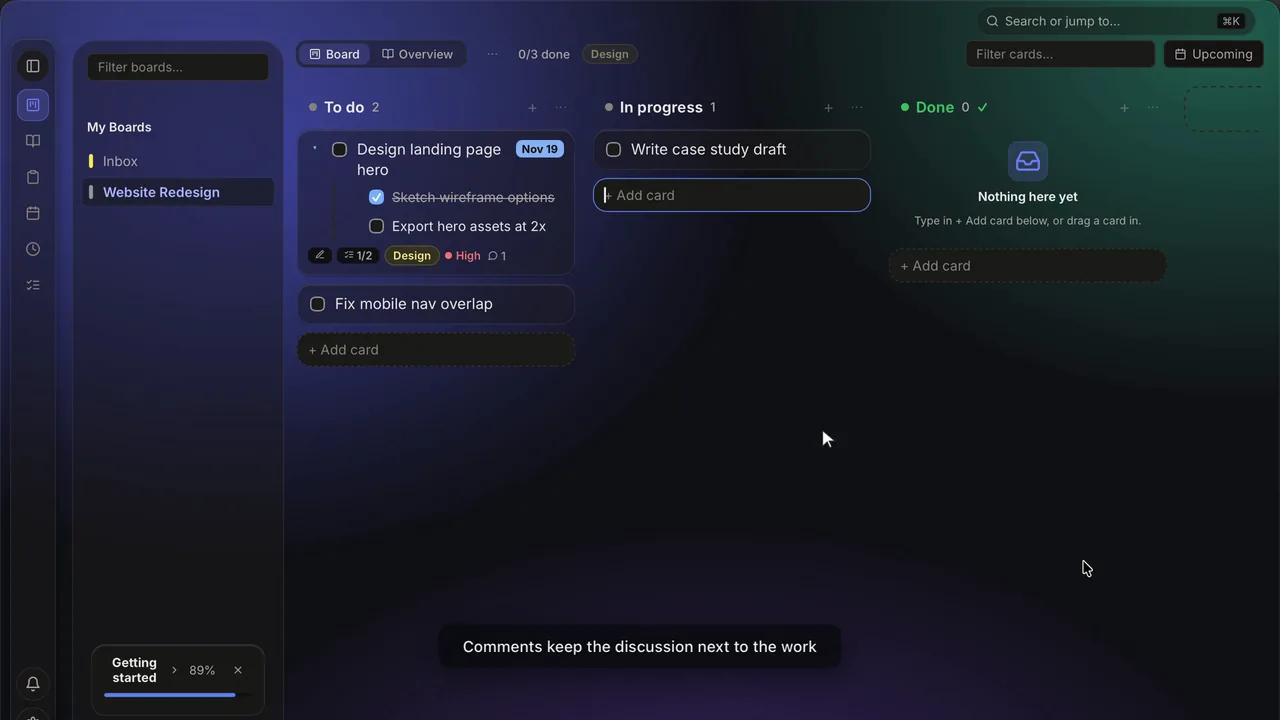 Search or jump to...
⌘K
Board
Overview
...
0/3 done
Design
Filter cards...
Upcoming
Filter boards...
My Boards
Inbox
Website Redesign
To do 2
+ ...
Design landing page
hero
Nov 19
Sketch wireframe options
Export hero assets at 2x
1/2
Design
High
1
Fix mobile nav overlap
+ Add card
In progress 1
+ ...
Write case study draft
+ Add card
Done 0
+ ...
Nothing here yet
Type in + Add card below, or drag a card in.
+ Add card
Comments keep the discussion next to the work
Getting
started
89%